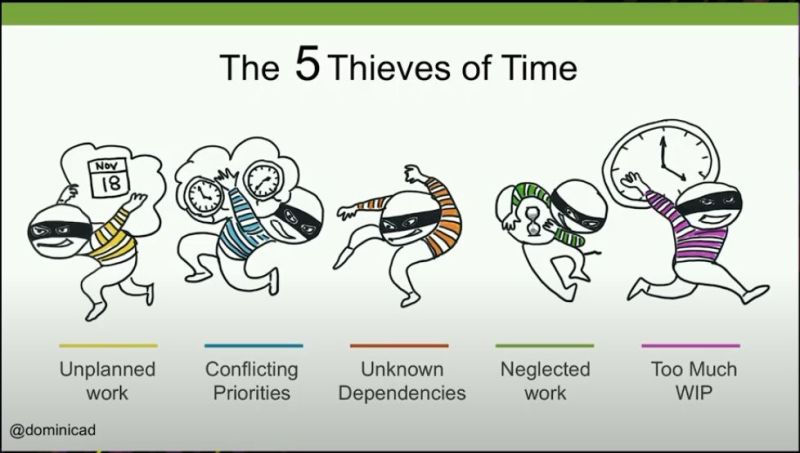 The 5 Thieves of Time
NOV
18
Unplanned
work
Conflicting
Priorities
Unknown
Dependencies
Neglected
work
Too Much
WIP
@dominicad